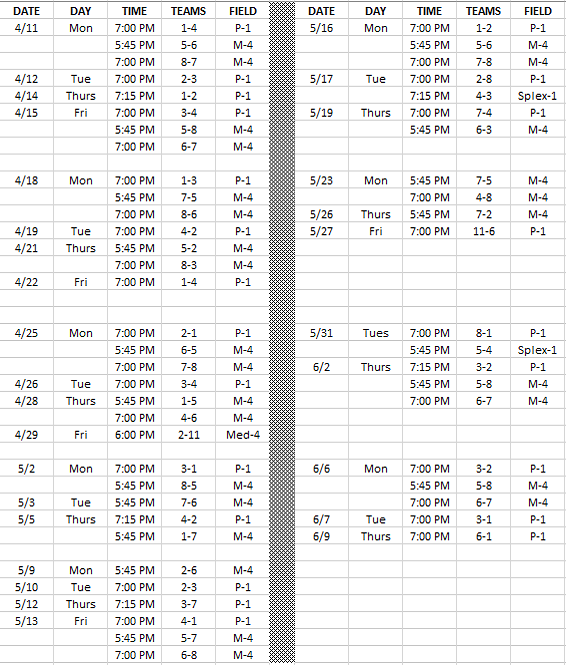 DATE DAY TIME TEAMS FIELD
4/11 Mon 7:00 PM 1-4 P-1
5:45 PM 5-6 M-4
7:00 PM 8-7 M-4
4/12 Tue 7:00 PM 2-3 P-1
4/14 Thurs 7:15 PM 1-2 P-1
4/15 Fri 7:00 PM 3-4 P-1
5:45 PM 5-8 M-4
7:00 PM 6-7 M-4
4/18 Mon 7:00 PM 1-3 P-1
5:45 PM 7-5 M-4
7:00 PM 8-6 M-4
4/19 Tue 7:00 PM 4-2 P-1
4/21 Thurs 5:45 PM 5-2 M-4
7:00 PM 8-3 M-4
4/22 Fri 7:00 PM 1-4 P-1
4/25 Mon 7:00 PM 2-1 P-1
5:45 PM 6-5 M-4
7:00 PM 7-8 M-4
4/26 Tue 7:00 PM 3-4 P-1
4/28 Thurs 5:45 PM 1-5 M-4
7:00 PM 4-6 M-4
4/29 Fri 6:00 PM 2-11 Med-4
5/2 Mon 7:00 PM 3-1 P-1
5:45 PM 8-5 M-4
5/3 Tue 5:45 PM 7-6 M-4
5/5 Thurs 7:15 PM 4-2 P-1
5:45 PM 1-7 M-4
5/9 Mon 5:45 PM 2-6 M-4
5/10 Tue 7:00 PM 2-3 P-1
5/12 Thurs 7:15 PM 3-7 P-1
5/13 Fri 7:00 PM 4-1 P-1
5:45 PM 5-7 M-4
7:00 PM 6-8 M-4
DATE DAY TIME TEAMS FIELD
5/16 Mon 7:00 PM 1-2 P-1
5:45 PM 5-6 M-4
7:00 PM 7-8 M-4
5/17 Tue 7:00 PM 2-8 P-1
7:15 PM 4-3 Splex-1
5/19 Thurs 7:00 PM 7-4 P-1
5:45 PM 6-3 M-4
5/23 Mon 5:45 PM 7-5 M-4
7:00 PM 4-8 M-4
5/26 Thurs 5:45 PM 7-2 M-4
5/27 Fri 7:00 PM 11-6 P-1
5/31 Tues 7:00 PM 8-1 P-1
5:45 PM 5-4 Splex-1
6/2 Thurs 7:15 PM 3-2 P-1
5:45 PM 5-8 M-4
7:00 PM 6-7 M-4
6/6 Mon 7:00 PM 3-2 P-1
5:45 PM 5-8 M-4
7:00 PM 6-7 M-4
6/7 Tue 7:00 PM 3-1 P-1
6/9 Thurs 7:00 PM 6-1 P-1